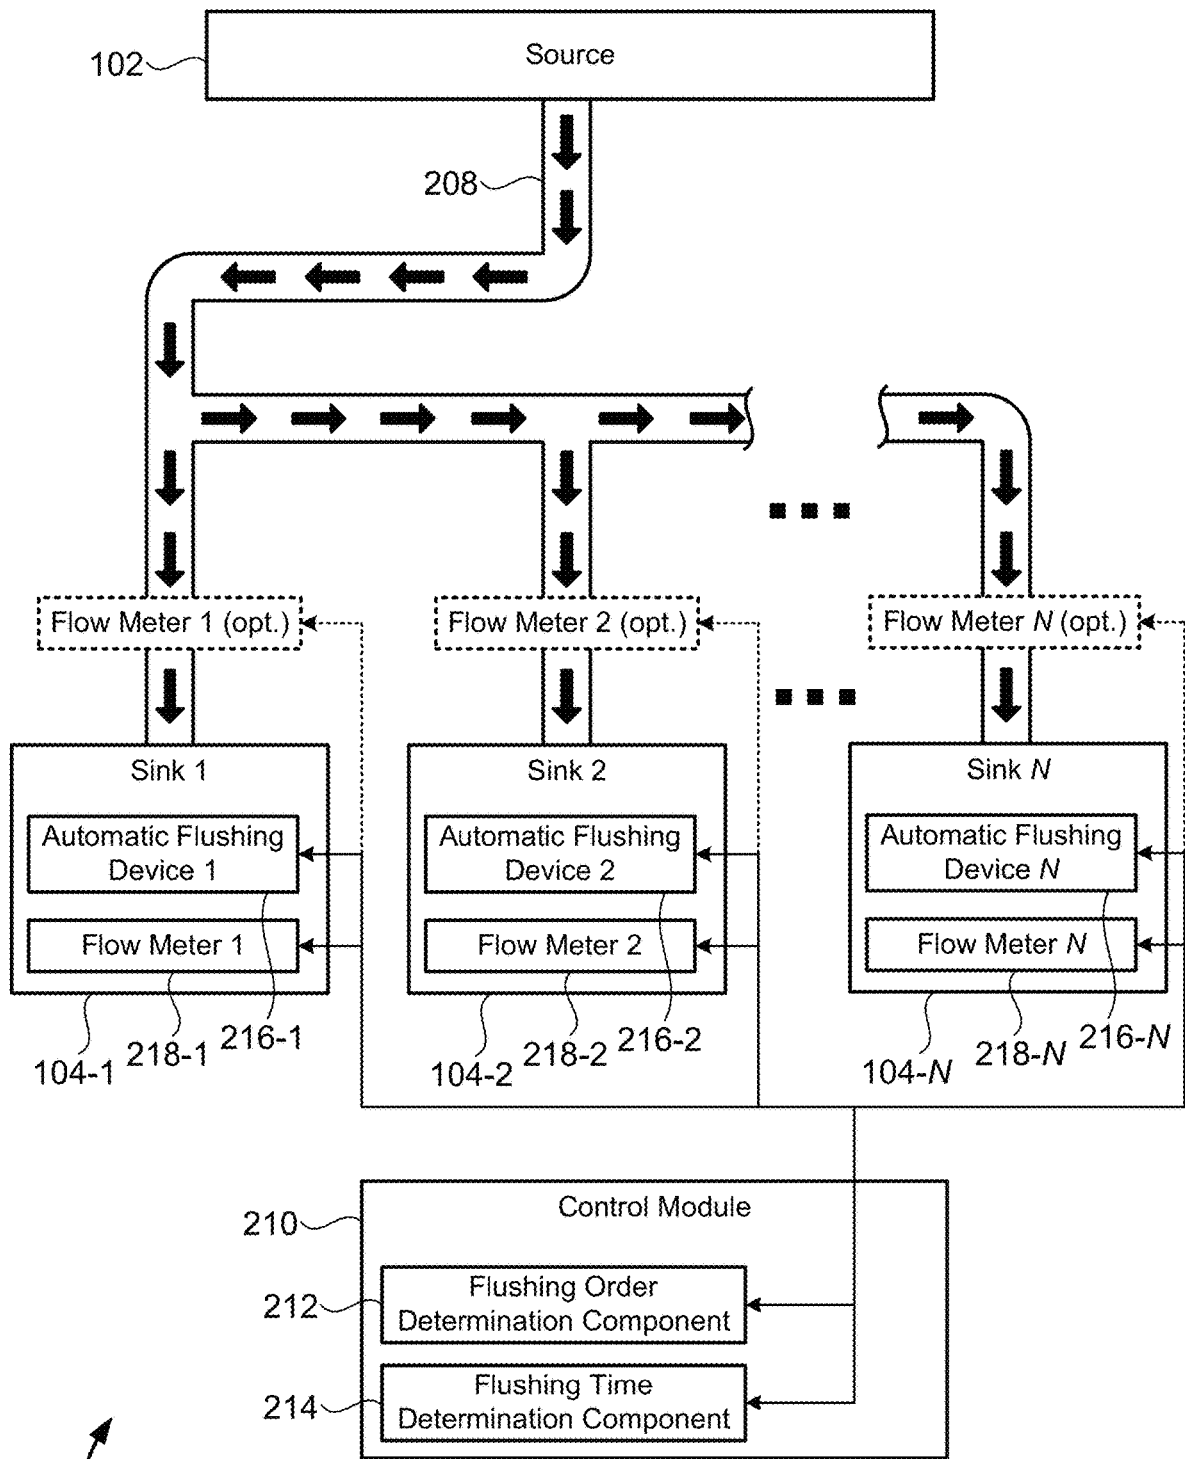 Source
102
208
Flow Meter 1 (opt.)
Flow Meter 2 (opt.)
Flow Meter N (opt.)
Sink 1
Sink 2
Sink N
Automatic Flushing
Device 1
Automatic Flushing
Device 2
Automatic Flushing
Device N
Flow Meter 1
Flow Meter 2
Flow Meter N
104-1
218-1
216-1
104-2
218-2
216-2
104-N
218-N
216-N
Control Module
210
Flushing Order
Determination Component
212
Flushing Time
Determination Component
214